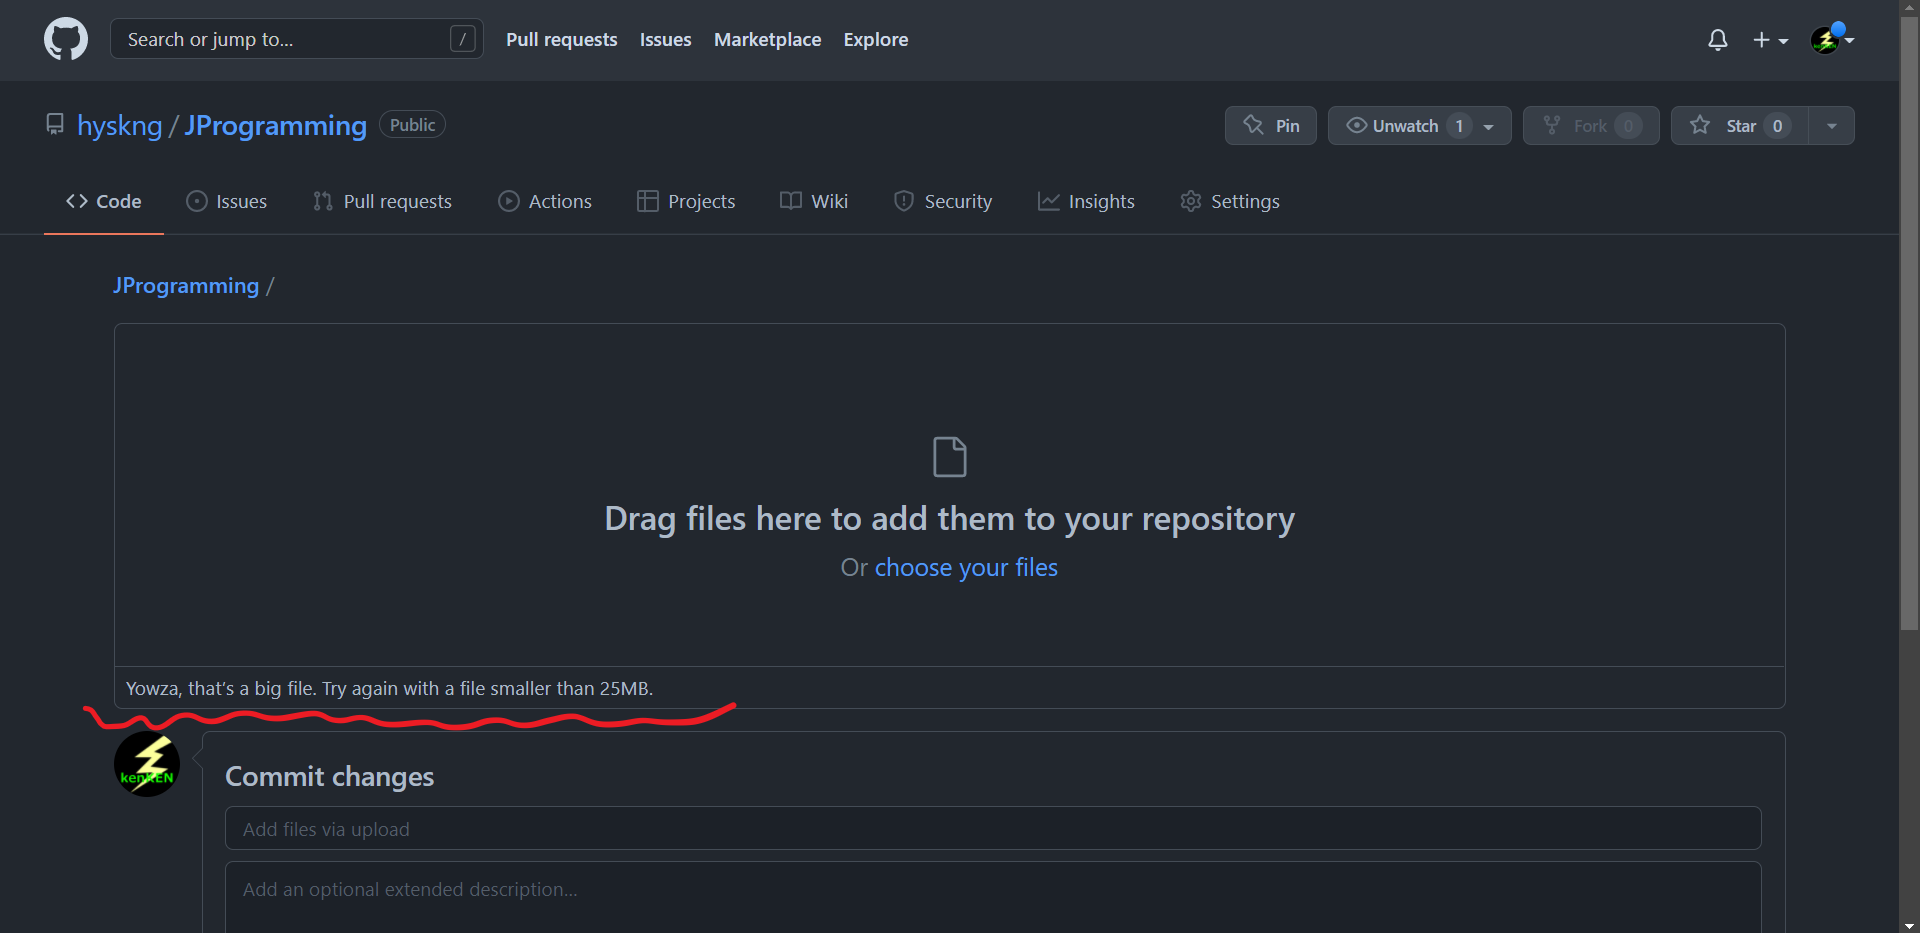 Search or jump to... /
Pull requests Issues Marketplace Explore
hyskng / JProgramming Public
Pin Unwatch 1 Fork 0 Star 0
Code Issues Pull requests Actions Projects Wiki Security Insights Settings
JProgramming /
Drag files here to add them to your repository
Or choose your files
Yowza, that’s a big file. Try again with a file smaller than 25MB.
kenKEN
Commit changes
Add files via upload
Add an optional extended description...